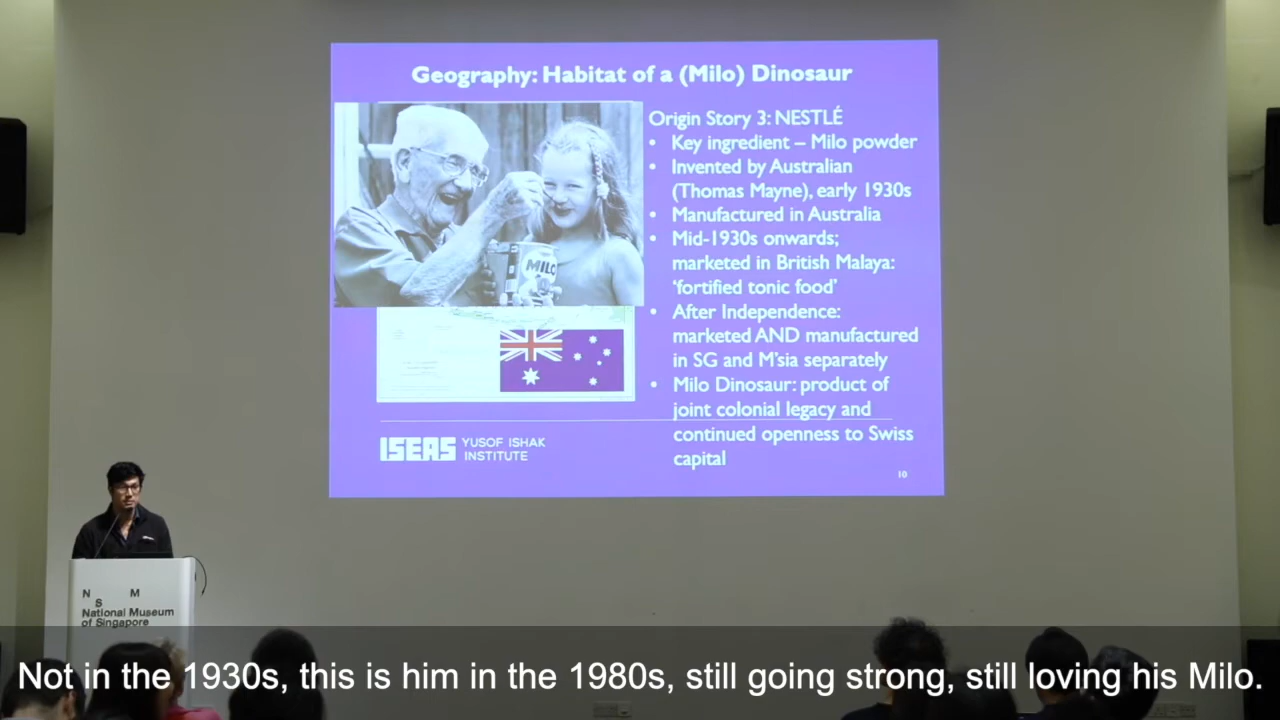 Geography: Habitat of a (Milo) Dinosaur
Origin Story 3: NESTLÉ
• Key ingredient – Milo powder
• Invented by Australian
(Thomas Mayne), early 1930s
• Manufactured in Australia
• Mid-1930s onwards;
marketed in British Malaya:
‘fortified tonic food’
• After Independence:
marketed AND manufactured
in SG and M'sia separately
• Milo Dinosaur: product of
joint colonial legacy and
continued openness to Swiss
capital
MILO
ISEAS YUSOF ISHAK
INSTITUTE
10
N M
S
National Museum
of Singapore
Not in the 1930s, this is him in the 1980s, still going strong, still loving his Milo.